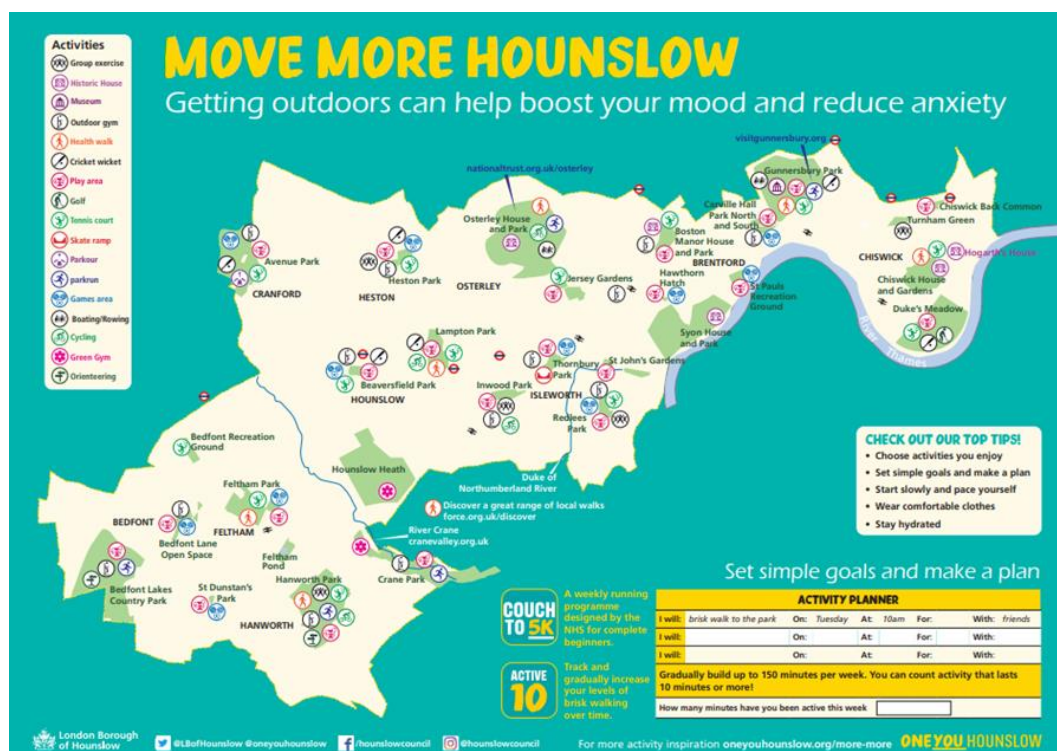 MOVE MORE HOUNSLOW
Getting outdoors can help boost your mood and reduce anxiety
Activities
Group exercise
Historic House
Museum
Outdoor gym
Health walk
Cricket wicket
Play area
Golf
Tennis court
Skate ramp
Parkour
parkrun
Games area
Boating/Rowing
Cycling
Green Gym
Orienteering
visitgunnersbury.org
Gunnersbury Park
nationaltrust.org.uk/osterley
Osterley House
and Park
Carville Hall
Park North
and South
Chiswick Back Common
Turnham Green
Avenue Park
CRANFORD
Heston Park
HESTON
OSTERLEY
Jersey Gardens
Boston
Manor House
and Park
BRENTFORD
Hawthorn
Hatch
St Pauls
Recreation
Ground
CHISWICK
Hogarth's House
Chiswick House
and Gardens
Duke's Meadow
River Thames
Syon House
and Park
Lampton Park
Beaversfield Park
HOUNSLOW
Inwood Park
Thornbury
Park
ISLEWORTH
St John's Gardens
Redlees
Park
Duke of
Northumberland River
Bedfont Recreation
Ground
Hounslow Heath
Feltham Park
FELTHAM
BEDFONT
Bedfont Lane
Open Space
Feltham
Pond
Discover a great range of local walks
force.org.uk/discover
River Crane
cranevalley.org.uk
Crane Park
Bedfont Lakes
Country Park
St Dunstan's
Park
Hanworth Park
HANWORTH
CHECK OUT OUR TOP TIPS!
• Choose activities you enjoy
• Set simple goals and make a plan
• Start slowly and pace yourself
• Wear comfortable clothes
• Stay hydrated
Set simple goals and make a plan
COUCH
TO 5K
A weekly running
programme
designed by the
NHS for complete
beginners.
ACTIVE
10
Track and
gradually increase
your levels of
brisk walking
over time.
ACTIVITY PLANNER
I will: brisk walk to the park On: Tuesday At: 10am For: With: friends
I will: On: At: For: With:
I will: On: At: For: With:
Gradually build up to 150 minutes per week. You can count activity that lasts
10 minutes or more!
How many minutes have you been active this week
London Borough
of Hounslow
@LBofHounslow @oneyouhounslow
/hounslowcouncil
@hounslowcouncil
For more activity inspiration oneyouhounslow.org/more-more
ONE YOU HOUNSLOW